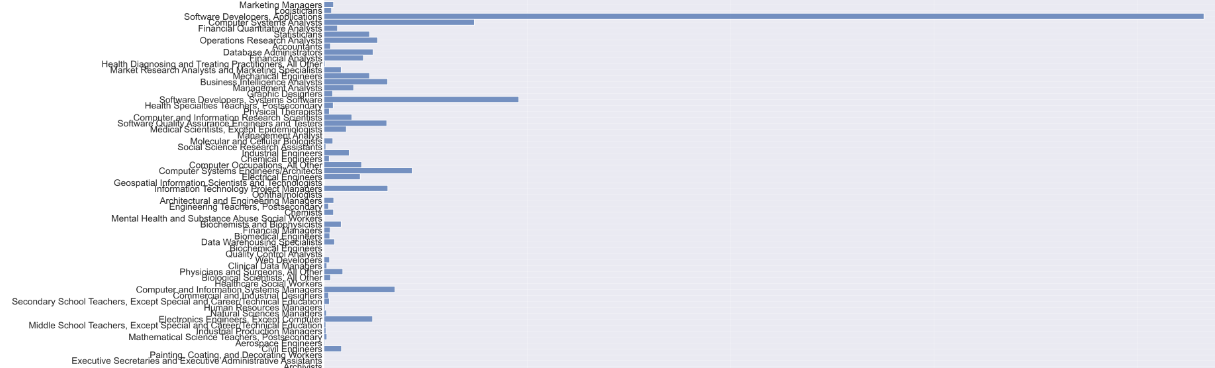 Marketing Managers
Logisticians
Software Developers, Applications
Computer Systems Analysts
Financial Quantitative Analysts
Statisticians
Operations Research Analysts
Accountants
Database Administrators
Financial Analysts
Health Diagnosing and Treating Practitioners, All Other
Market Research Analysts and Marketing Specialists
Mechanical Engineers
Business Intelligence Analysts
Management Analysts
Graphic Designers
Software Developers, Systems Software
Health Specialties Teachers, Postsecondary
Physical Therapists
Computer and Information Research Scientists
Software Quality Assurance Engineers and Testers
Medical Scientists, Except Epidemiologists
Management Analyst
Molecular and Cellular Biologists
Social Science Research Assistants
Industrial Engineers
Chemical Engineers
Computer Occupations, All Other
Computer Systems Engineers/Architects
Electrical Engineers
Geospatial Information Scientists and Technologists
Information Technology Project Managers
Ophthalmologists
Architectural and Engineering Managers
Engineering Teachers, Postsecondary
Chemists
Mental Health and Substance Abuse Social Workers
Biochemists and Biophysicists
Financial Managers
Biomedical Engineers
Data Warehousing Specialists
Biochemical Engineers
Quality Control Analysts
Web Developers
Clinical Data Managers
Physicians and Surgeons, All Other
Biological Scientists, All Other
Healthcare Social Workers
Computer and Information Systems Managers
Commercial and Industrial Designers
Secondary School Teachers, Except Special and Career/Technical Education
Human Resources Managers
Natural Sciences Managers
Electronics Engineers, Except Computer
Middle School Teachers, Except Special and Career/Technical Education
Industrial Production Managers
Mathematical Science Teachers, Postsecondary
Aerospace Engineers
Civil Engineers
Painting, Coating, and Decorating Workers
Executive Secretaries and Executive Administrative Assistants
Archivists